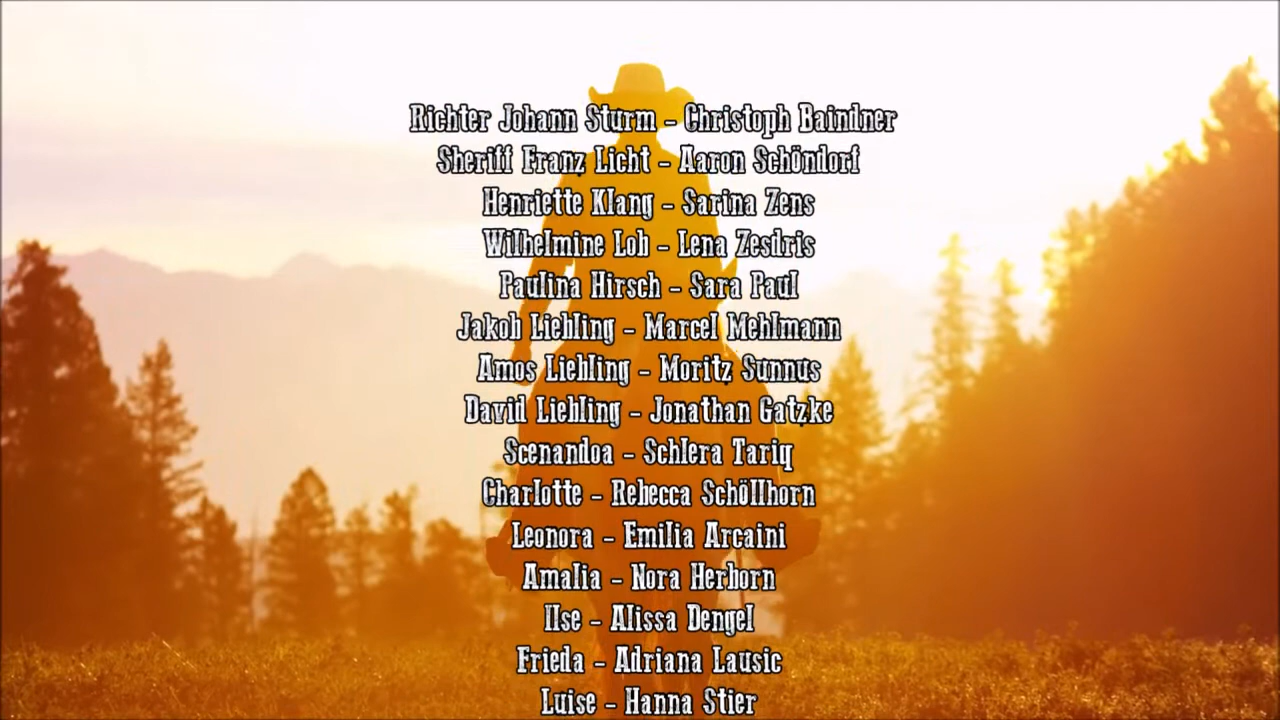 Richter Johann Sturm - Christoph Baindner
Sheriff Franz Licht - Aaron Schöndorf
Henriette Klang - Sarina Zens
Wilhelmine Loh - Lena Zesdris
Paulina Hirsch - Sara Paul
Jakob Liebling - Marcel Mehlmann
Amos Liebling - Moritz Sunnus
David Liebling - Jonathan Gatzke
Scenandoa - Schlera Tariq
Charlotte - Rebecca Schöllhorn
Leonora - Emilia Arcaini
Amalia - Nora Herborn
Ilse - Alissa Dengel
Frieda - Adriana Lausic
Luise - Hanna Stier